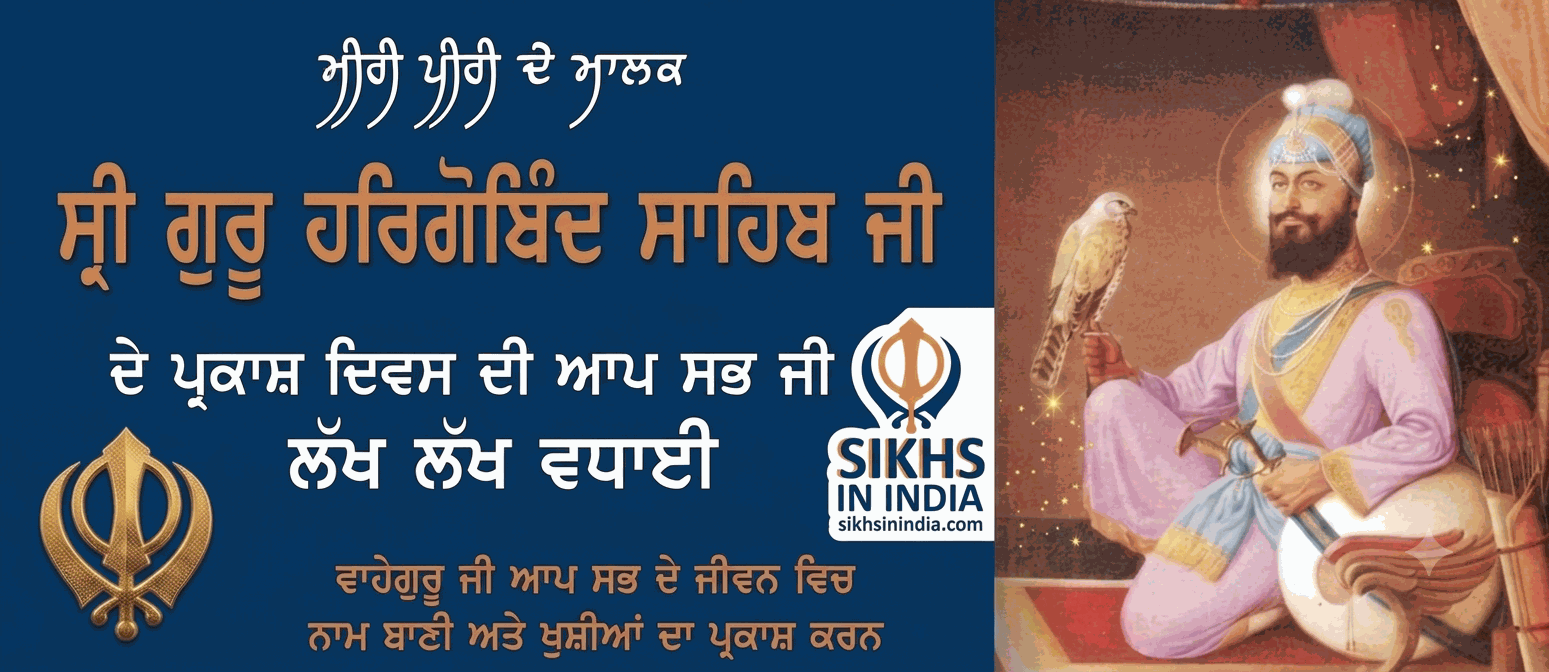 ਮੀਰੀ ਪੀਰੀ ਦੇ ਮਾਲਕ
ਸ੍ਰੀ ਗੁਰੂ ਹਰਿਗੋਬਿੰਦ ਸਾਹਿਬ ਜੀ
ਦੇ ਪ੍ਰਕਾਸ਼ ਦਿਵਸ ਦੀ ਆਪ ਸਭ ਜੀ
ਲੱਖ ਲੱਖ ਵਧਾਈ
SIKHS
IN INDIA
sikhsinindia.com
ਵਾਹੇਗੁਰੂ ਜੀ ਆਪ ਸਭ ਦੇ ਜੀਵਨ ਵਿਚ
ਨਾਮ ਬਾਣੀ ਅਤੇ ਖੁਸ਼ੀਆਂ ਦਾ ਪ੍ਰਕਾਸ਼ ਕਰਨ